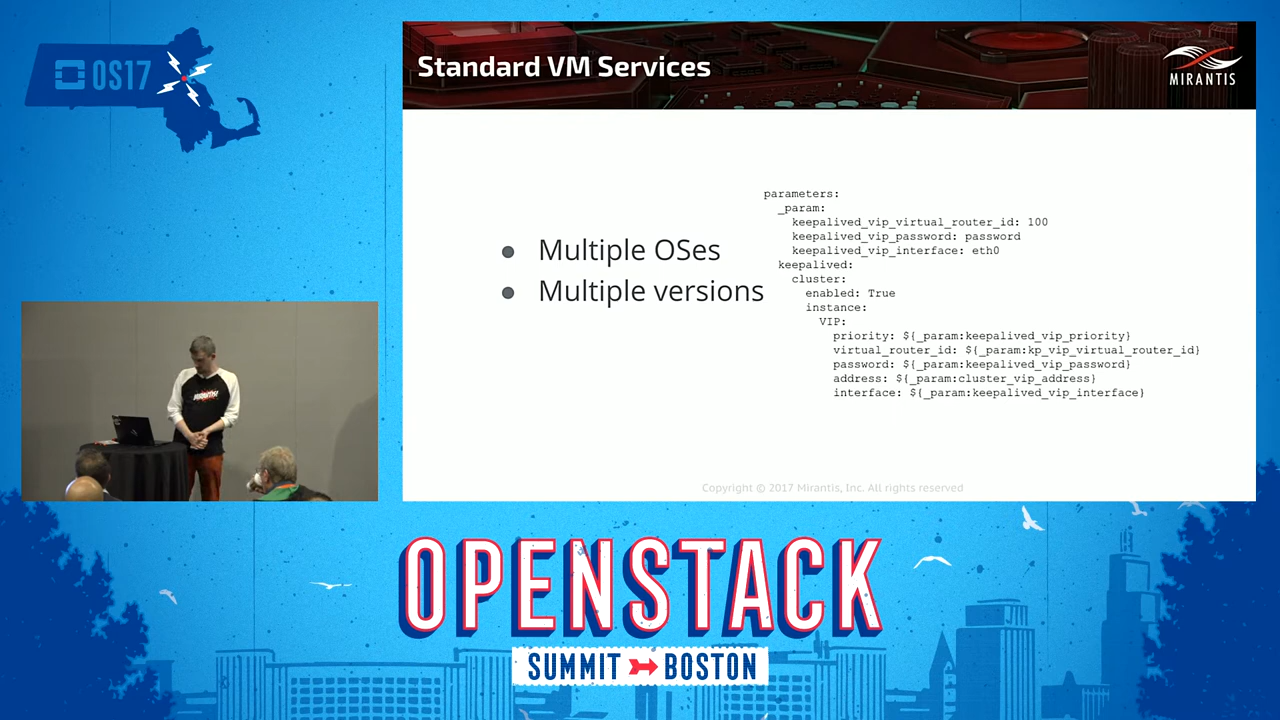 OS17
Standard VM Services
MIRANTIS
Multiple OSes
Multiple versions
parameters:
_param:
keepalived_vip_virtual_router_id: 100
keepalived_vip_password: password
keepalived_vip_interface: eth0
keepalived:
cluster:
enabled: True
instance:
VIP:
priority: ${_param:keepalived_vip_priority}
virtual_router_id: ${_param:kp_vip_virtual_router_id}
password: ${_param:keepalived_vip_password}
address: ${_param:cluster_vip_address}
interface: ${_param:keepalived_vip_interface}
Copyright © 2017 Mirantis, Inc. All rights reserved
OPENSTACK
SUMMIT BOSTON